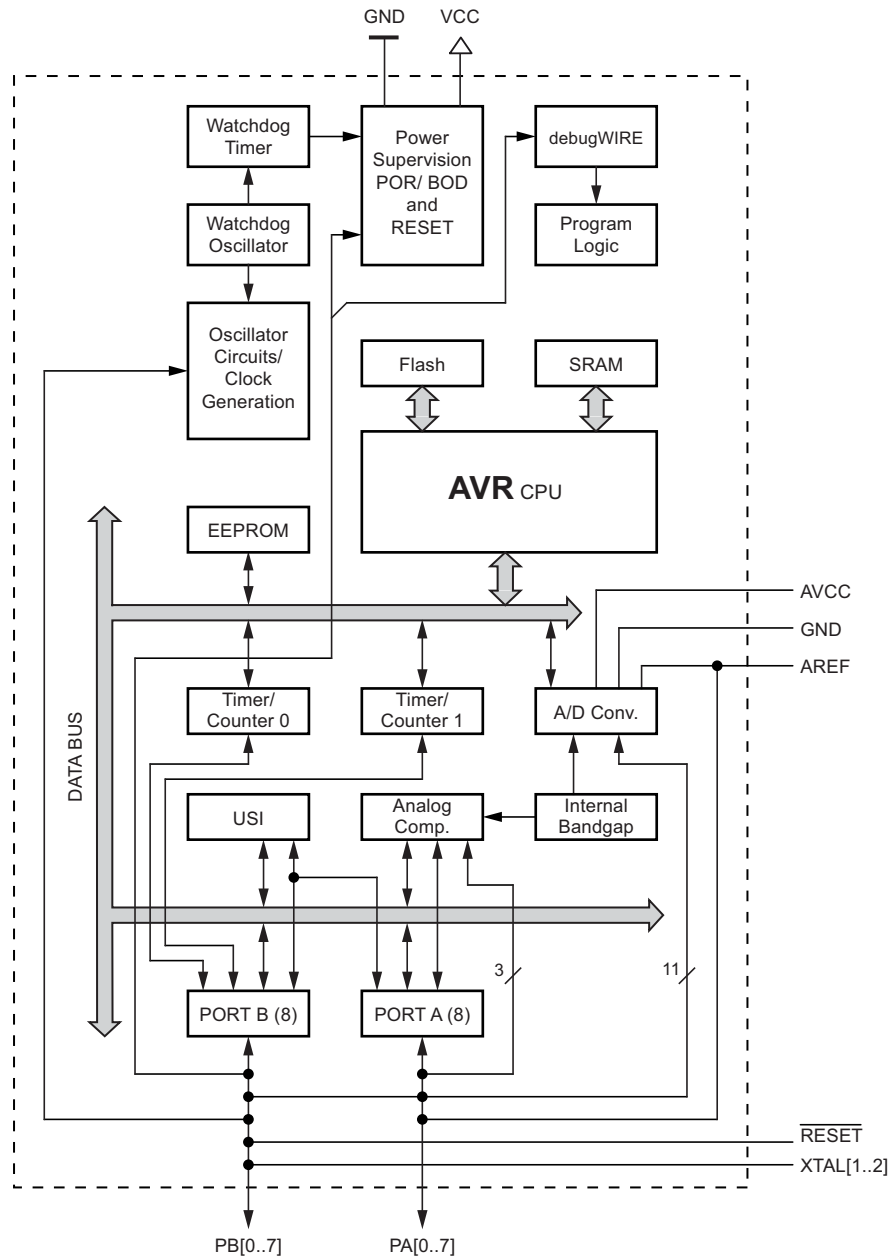 GND
VCC
Watchdog
Timer
Power
Supervision
POR/ BOD
and
RESET
debugWIRE
Watchdog
Oscillator
Program
Logic
Oscillator
Circuits/
Clock
Generation
Flash
SRAM
AVR CPU
EEPROM
AVCC
GND
AREF
Timer/
Counter 0
Timer/
Counter 1
A/D Conv.
DATA BUS
USI
Analog
Comp.
Internal
Bandgap
3
11
PORT B (8)
PORT A (8)
RESET
XTAL[1..2]
PB[0..7]
PA[0..7]